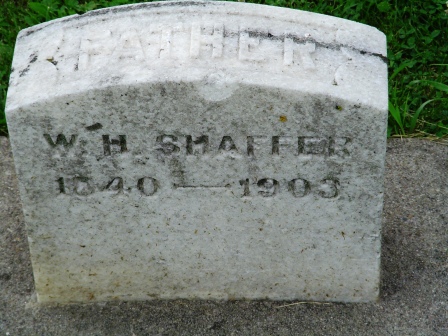 FATHER
W. H. SHAFFER
1840 — 1903